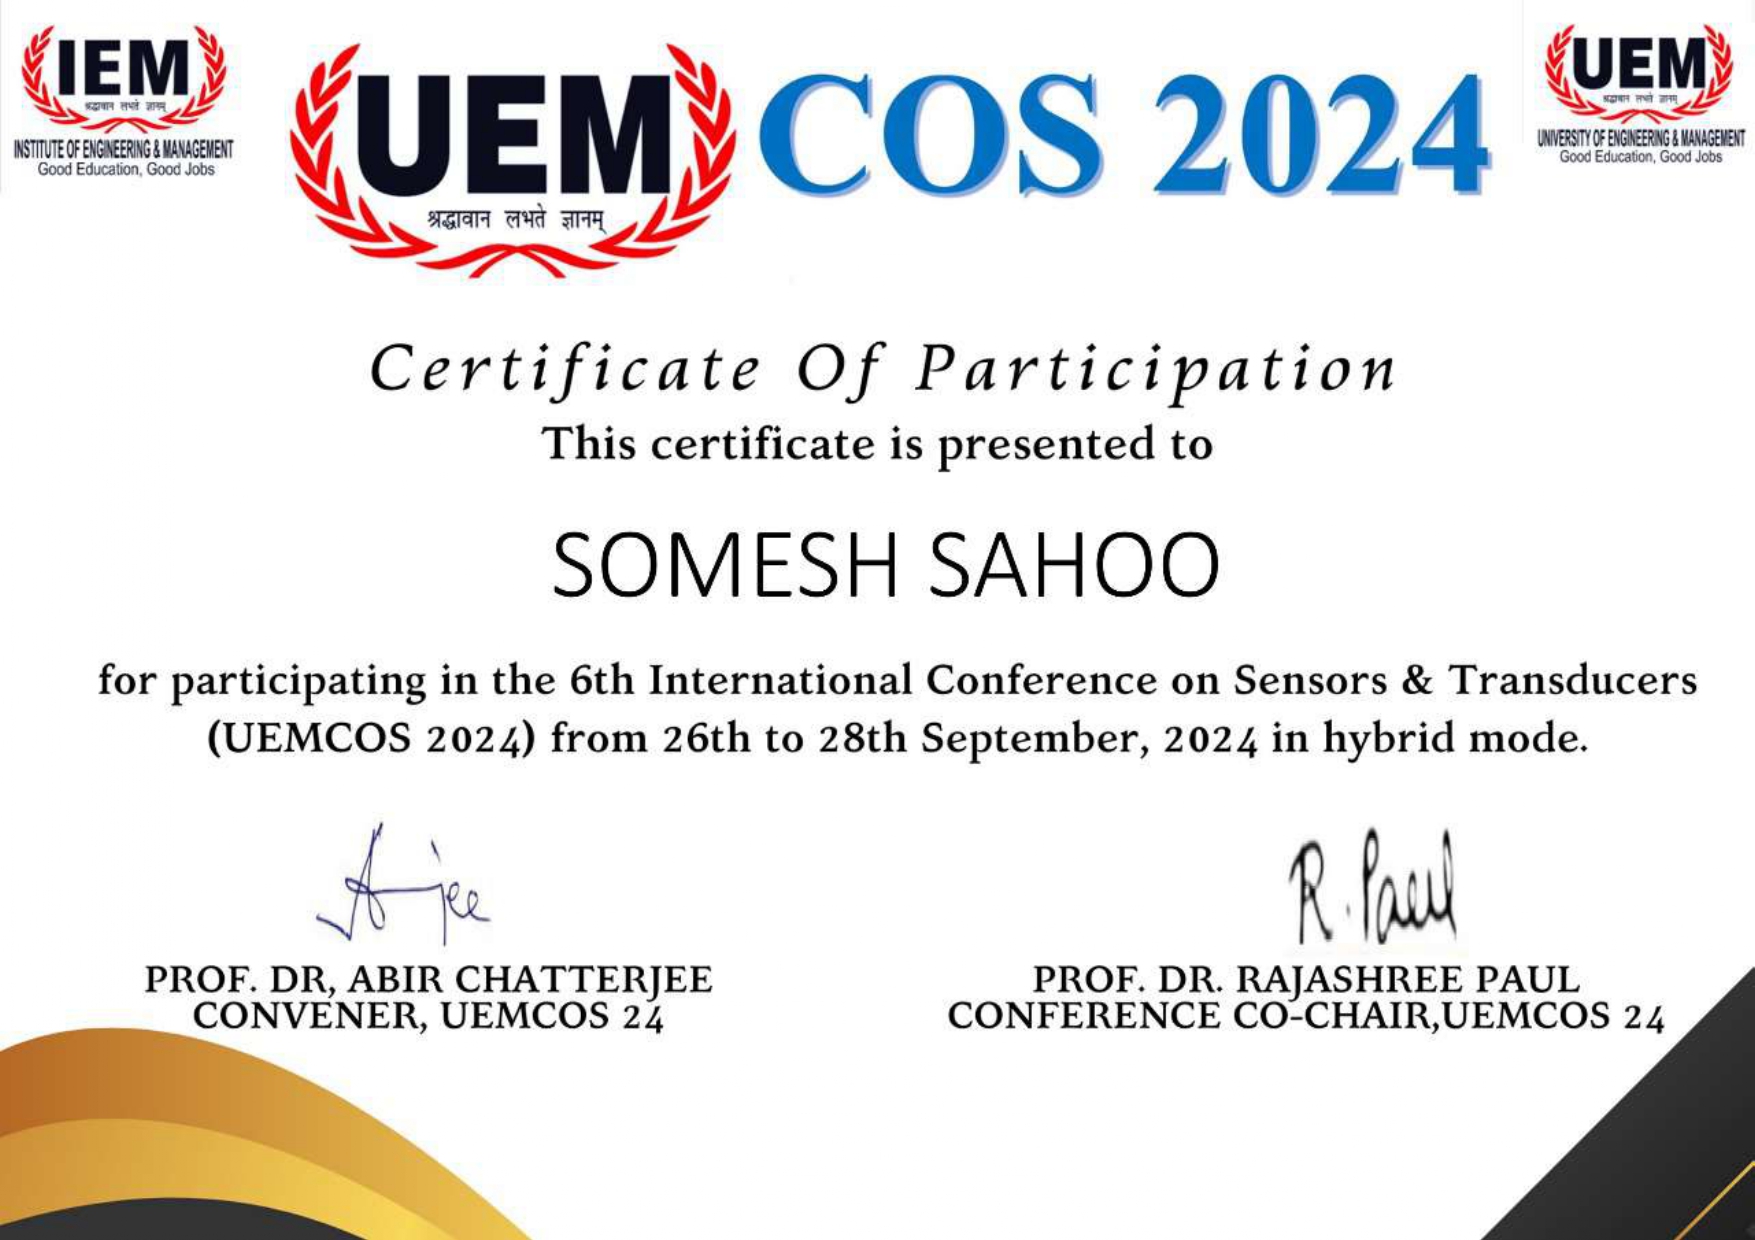 IEM
श्रद्धावान लभते ज्ञानम्
INSTITUTE OF ENGINEERING & MANAGEMENT
Good Education, Good Jobs
UEM COS 2024
श्रद्धावान लभते ज्ञानम्
UEM
श्रद्धावान लभते ज्ञानम्
UNIVERSITY OF ENGINEERING & MANAGEMENT
Good Education, Good Jobs
Certificate Of Participation
This certificate is presented to
SOMESH SAHOO
for participating in the 6th International Conference on Sensors & Transducers
(UEMCOS 2024) from 26th to 28th September, 2024 in hybrid mode.
R. Paul
PROF. DR, ABIR CHATTERJEE
CONVENER, UEMCOS 24
PROF. DR. RAJASHREE PAUL
CONFERENCE CO-CHAIR,UEMCOS 24